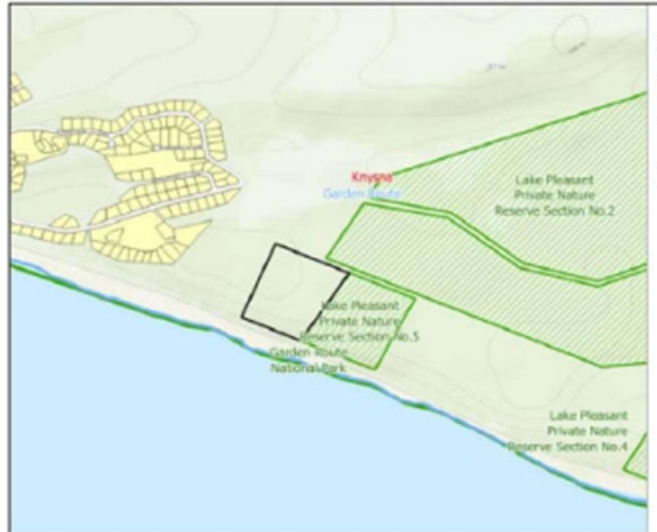 Knysna
Garden Route
Lake Pleasant
Private Nature
Reserve Section No.2
Lake Pleasant
Private Nature
Reserve Section No.5
Garden Route
National Park
Lake Pleasant
Private Nature
Reserve Section No.4